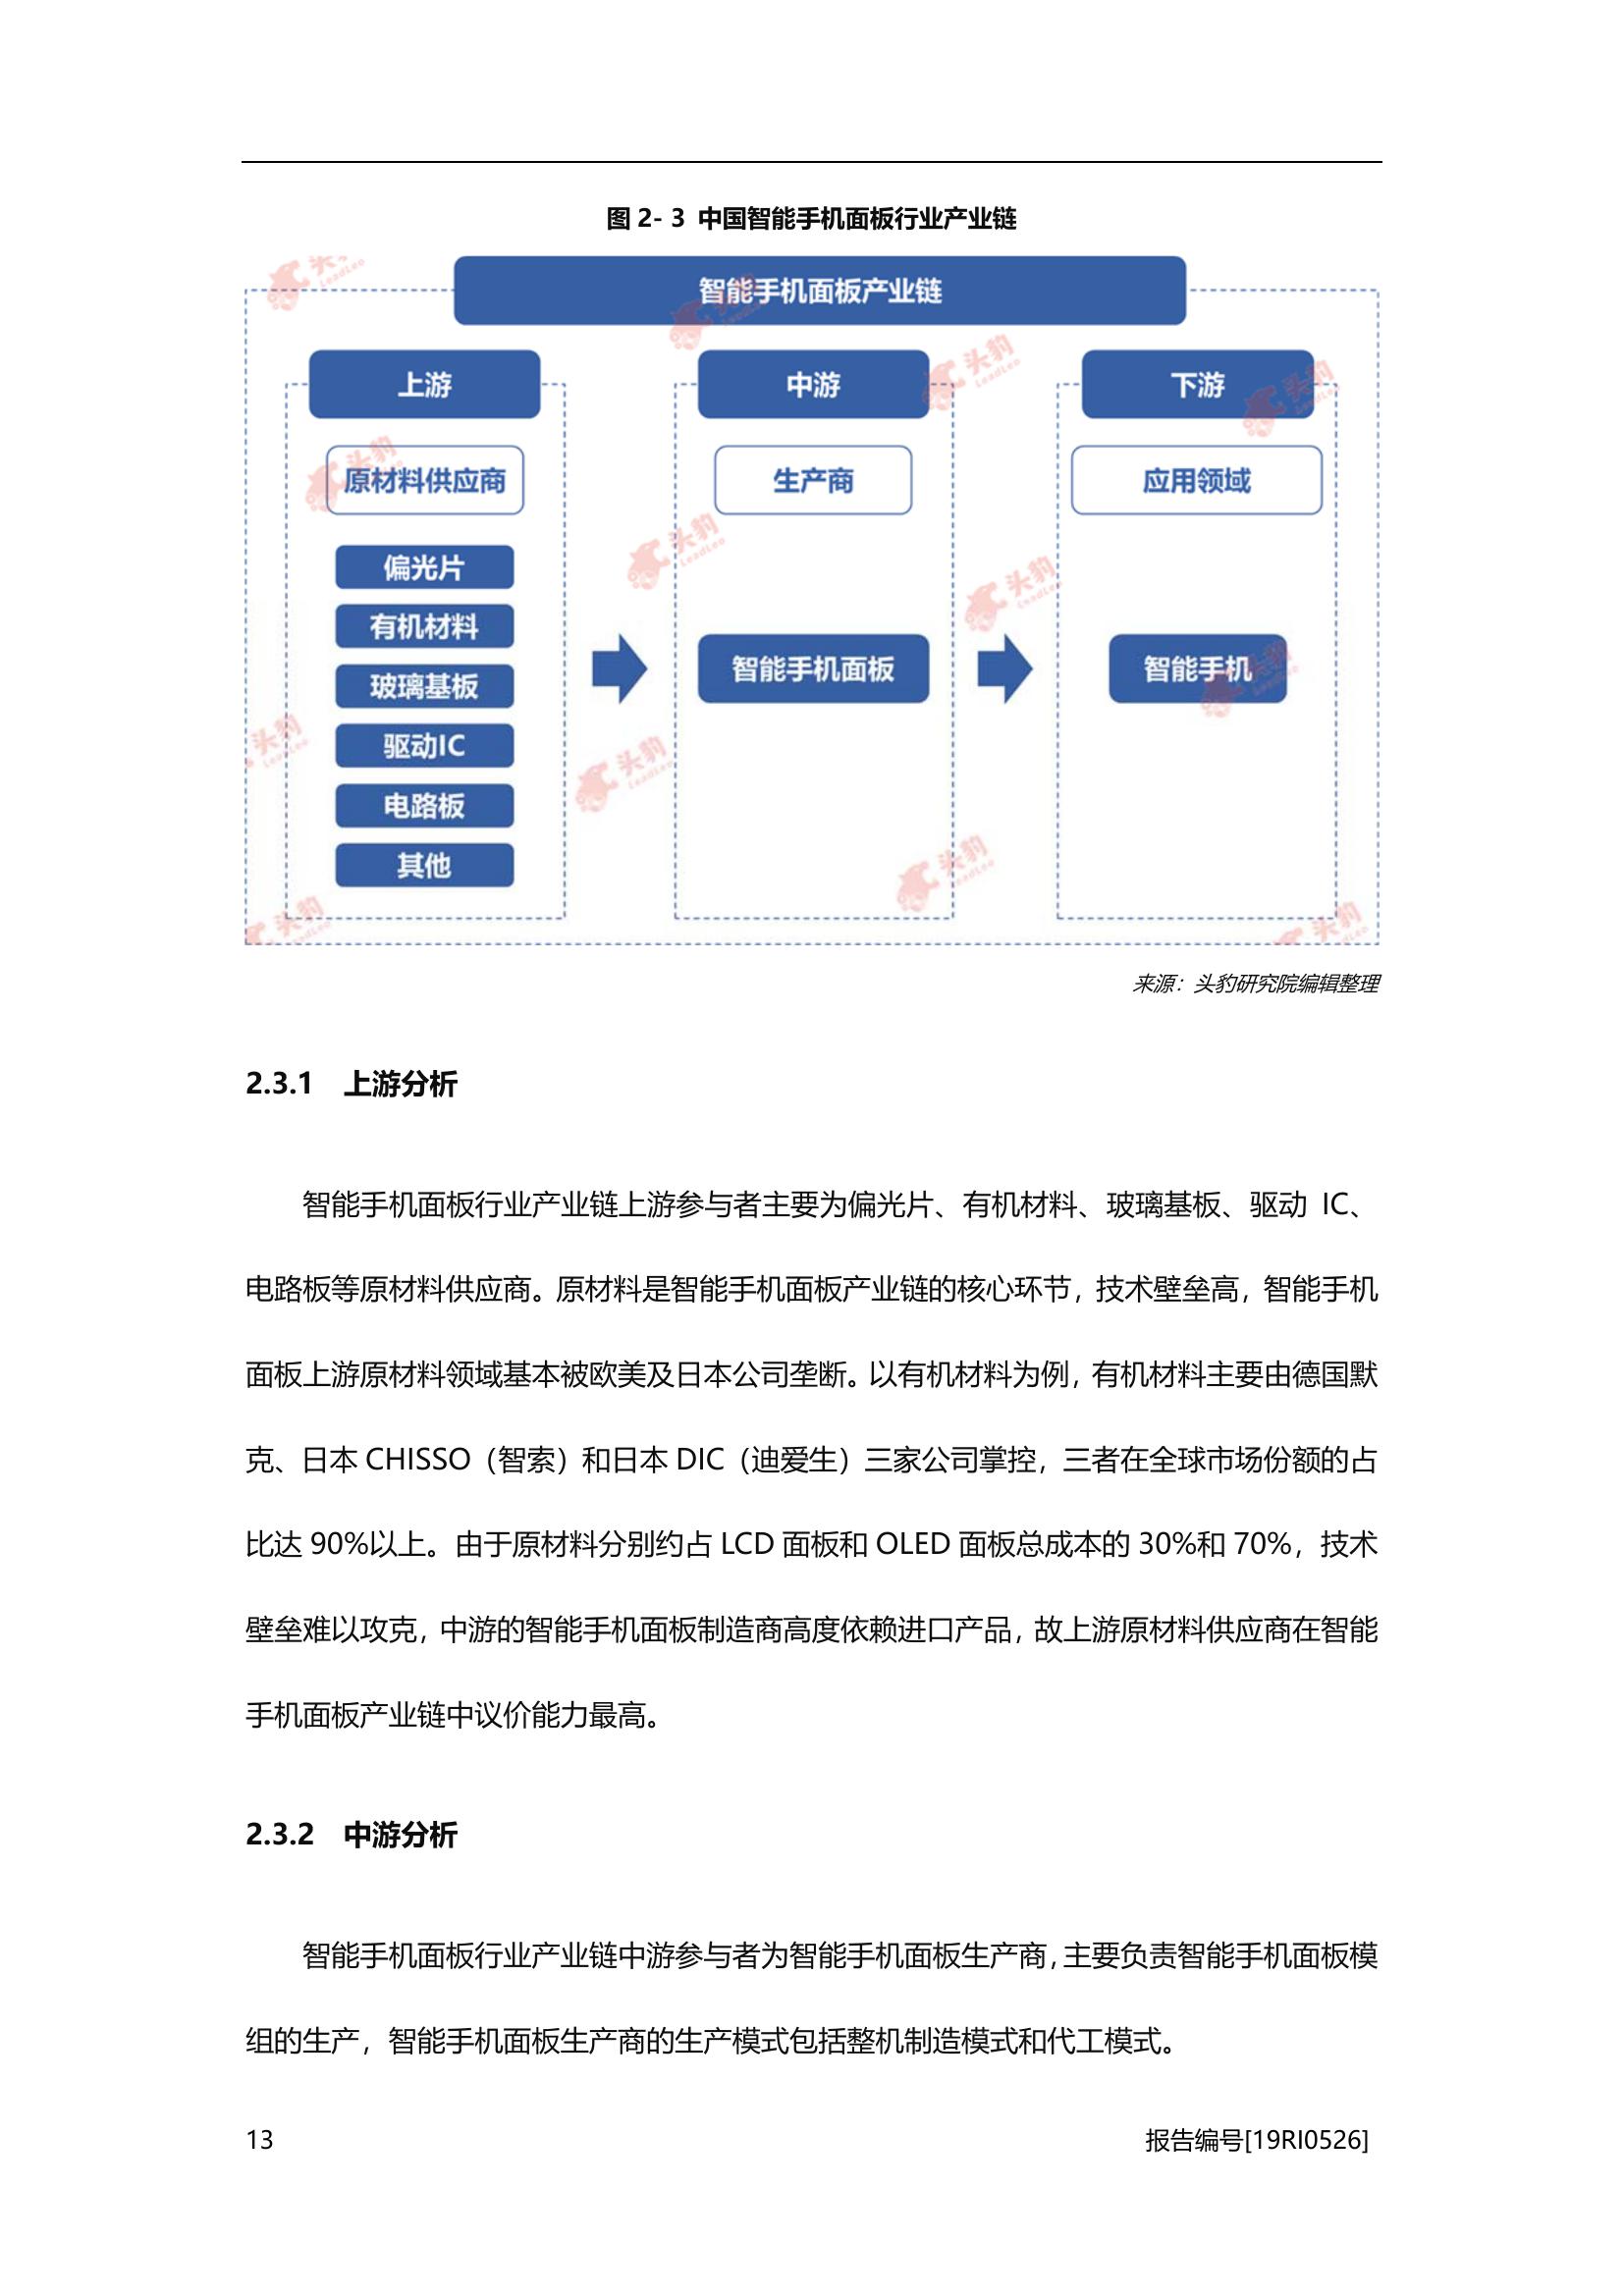 图 2- 3 中国智能手机面板行业产业链
智能手机面板产业链
上游
中游
下游
原材料供应商
生产商
应用领域
偏光片
有机材料
玻璃基板
驱动IC
电路板
其他
智能手机面板
智能手机
头豹
LeadLeo
来源：头豹研究院编辑整理
2.3.1 上游分析
智能手机面板行业产业链上游参与者主要为偏光片、有机材料、玻璃基板、驱动 IC、
电路板等原材料供应商。原材料是智能手机面板产业链的核心环节，技术壁垒高，智能手机
面板上游原材料领域基本被欧美及日本公司垄断。以有机材料为例，有机材料主要由德国默
克、日本 CHISSO（智索）和日本 DIC（迪爱生）三家公司掌控，三者在全球市场份额的占
比达 90%以上。由于原材料分别约占 LCD 面板和 OLED 面板总成本的 30%和 70%，技术
壁垒难以攻克，中游的智能手机面板制造商高度依赖进口产品，故上游原材料供应商在智能
手机面板产业链中议价能力最高。
2.3.2 中游分析
智能手机面板行业产业链中游参与者为智能手机面板生产商，主要负责智能手机面板模
组的生产，智能手机面板生产商的生产模式包括整机制造模式和代工模式。
13
报告编号[19RI0526]